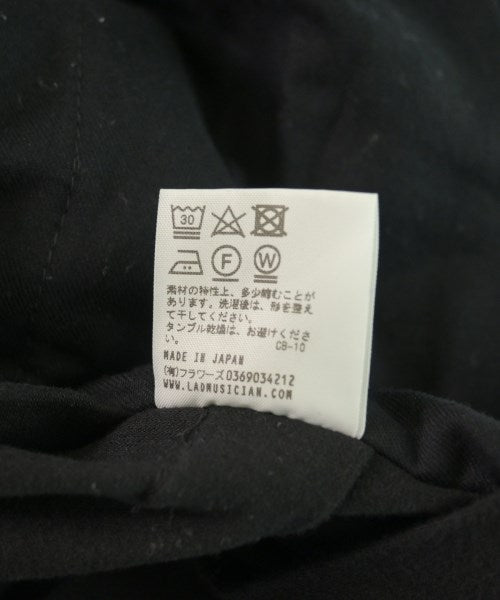 30
F W
素材の特性上、多少縮むことが
あります。洗濯後は、形を整え
て干してください。
タンブル乾燥は、お避けくださ
い。 CB-10
MADE IN JAPAN
(有)フラワーズ0369034212
WWW.LADMUSICIAN.COM